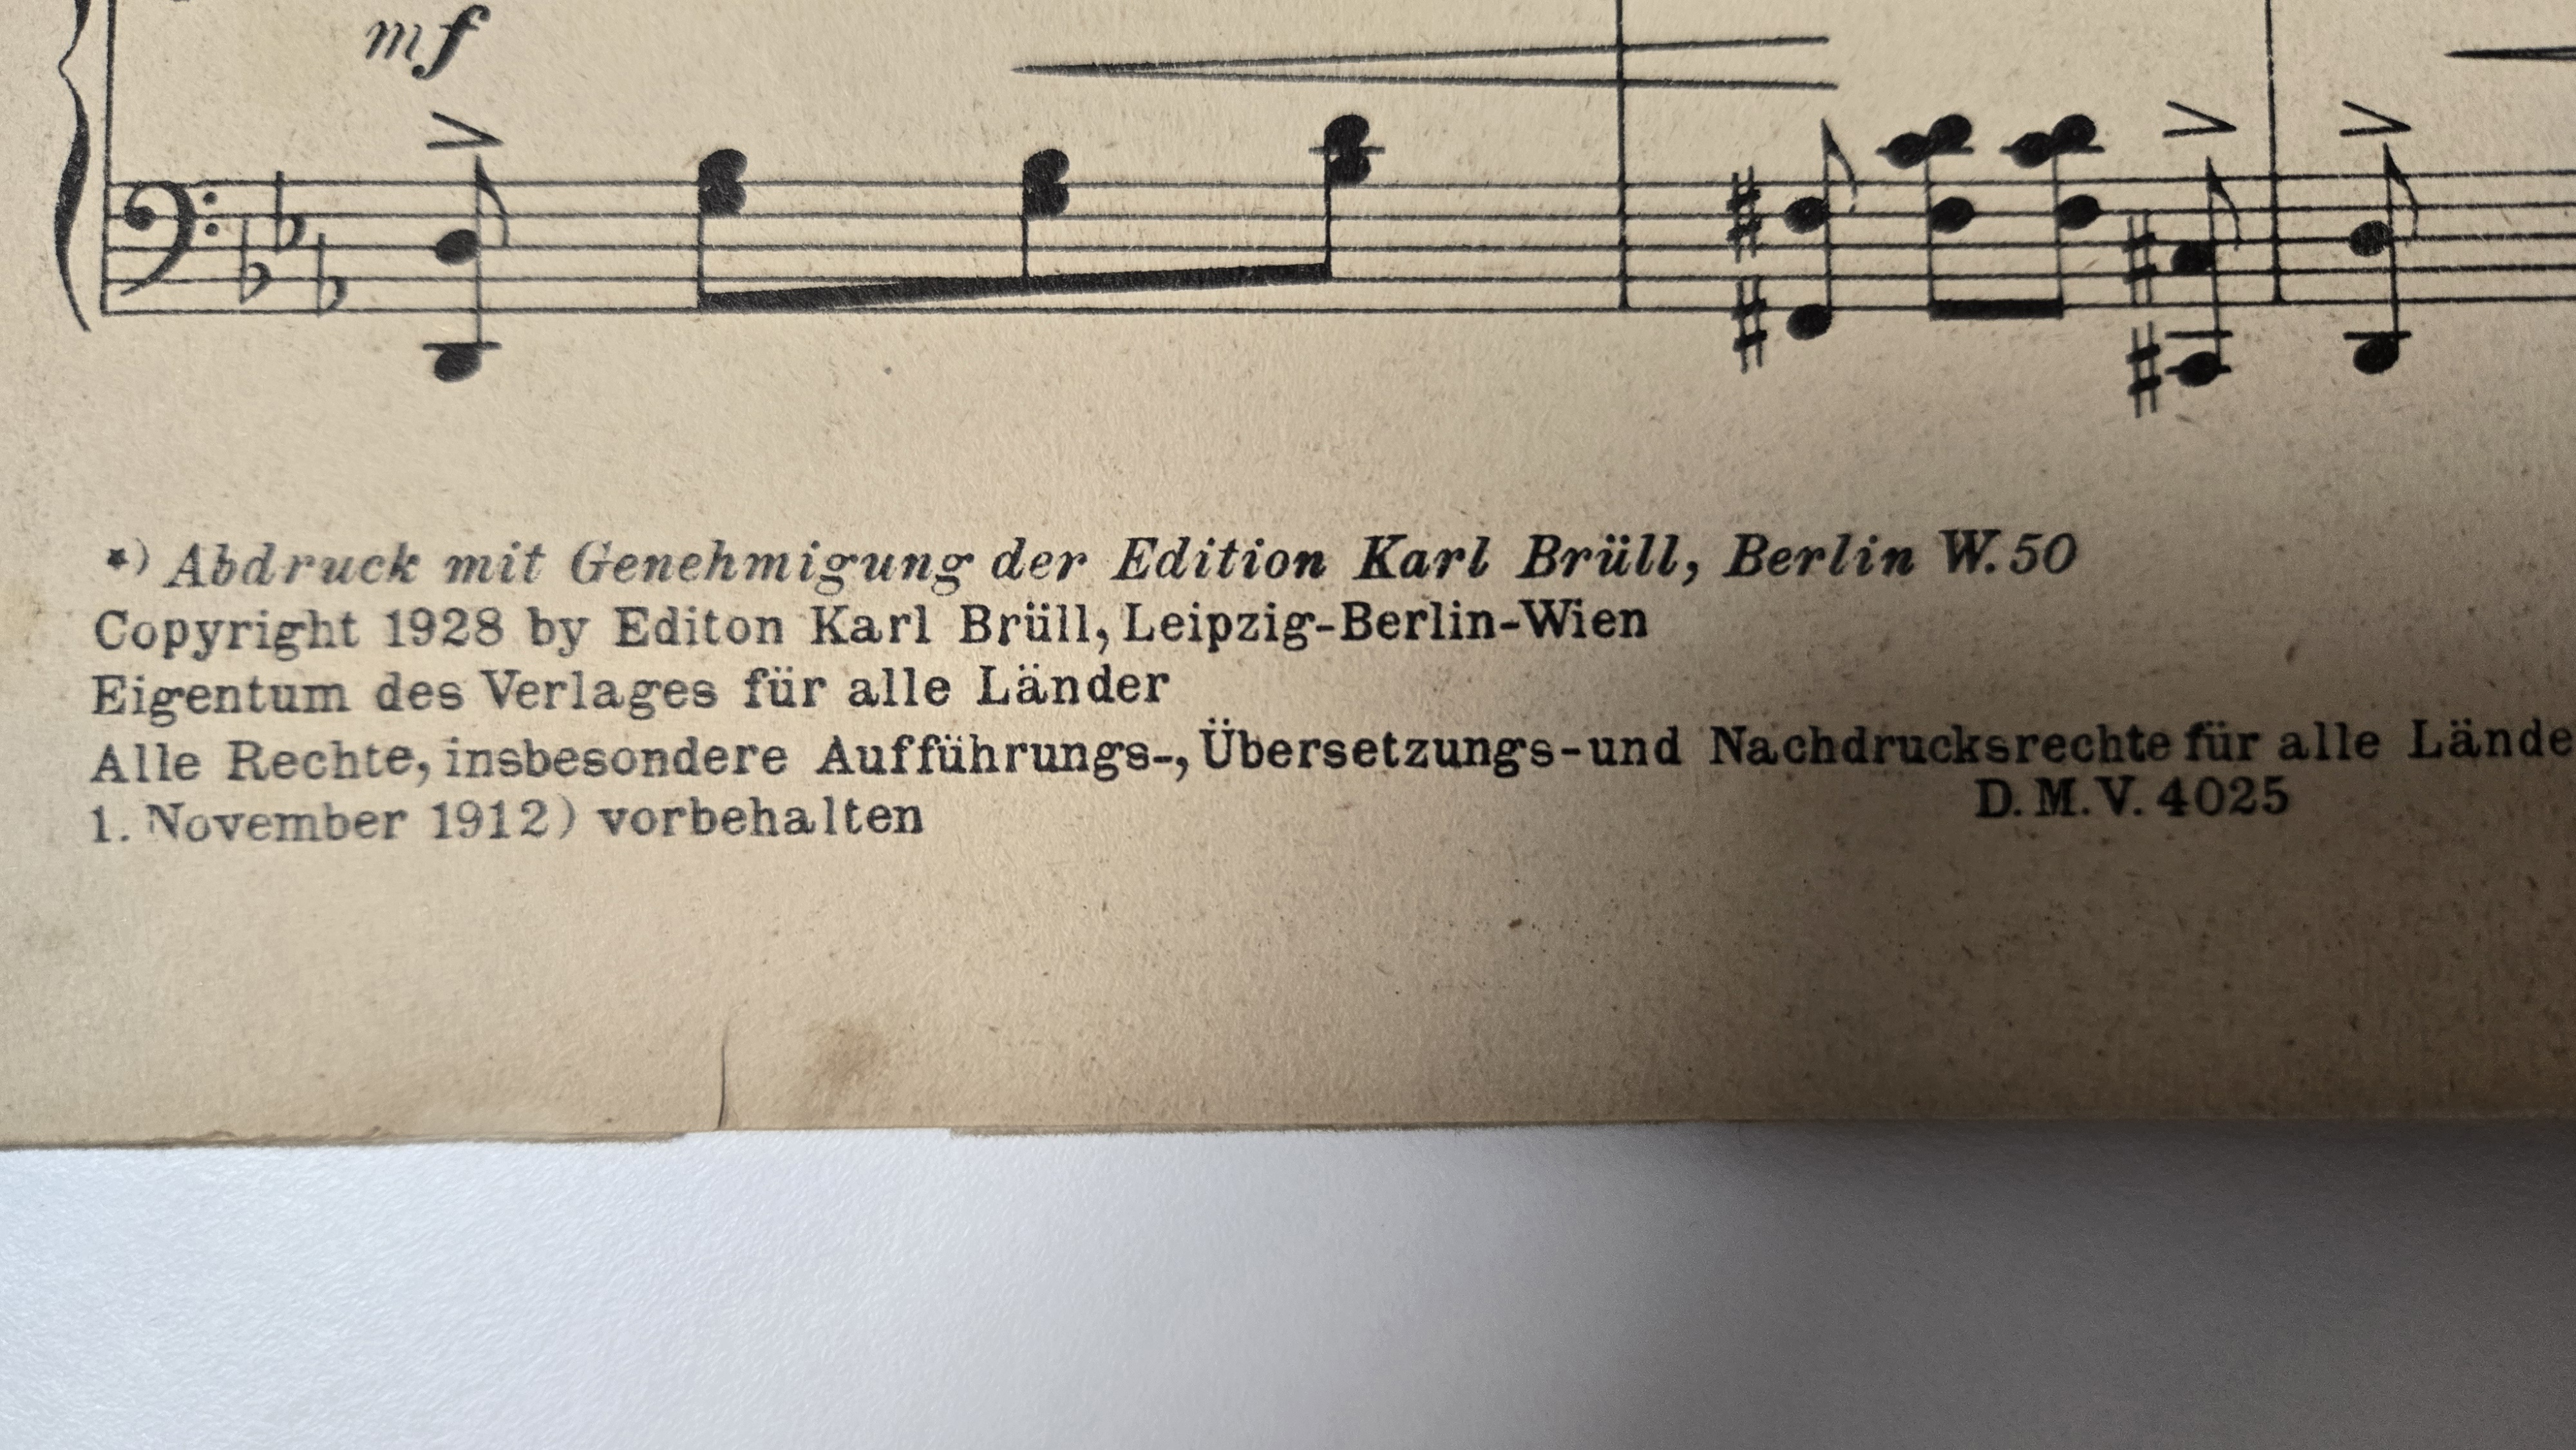 mf
*) Abdruck mit Genehmigung der Edition Karl Brüll, Berlin W. 50
Copyright 1928 by Editon Karl Brüll, Leipzig-Berlin-Wien
Eigentum des Verlages für alle Länder
Alle Rechte, insbesondere Aufführungs-, Übersetzungs-und Nachdrucksrechte für alle Lände
D. M. V. 4025
1. November 1912) vorbehalten